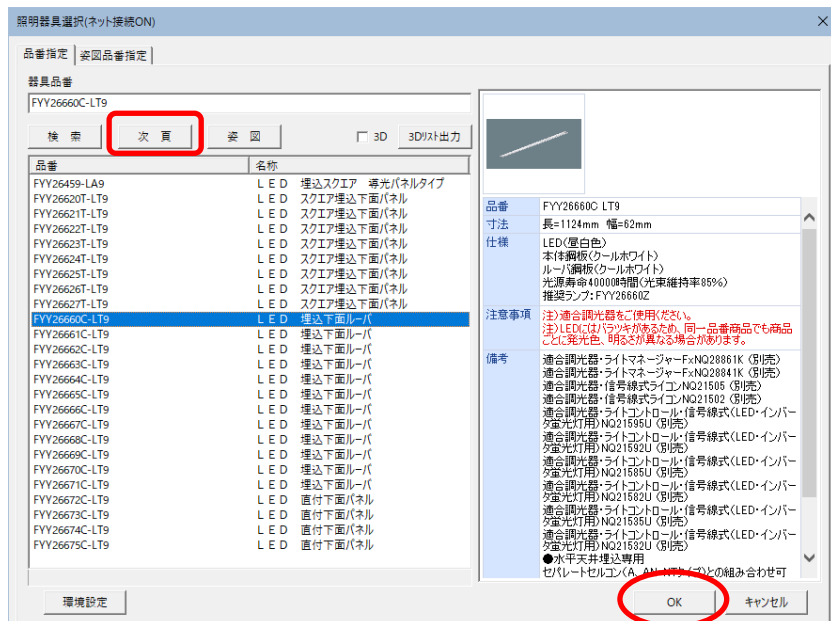 照明器具選択(ネット接続ON)
品番指定 姿図品番指定
器具品番
FYY26660C-LT9
検 索 次 頁 姿 図 3D 3Dリスト出力
品番 名称
FYY26459-LA9 ＬＥＤ 埋込スクエア 導光パネルタイプ
FYY26620T-LT9 ＬＥＤ スクエア埋込下面パネル
FYY26621T-LT9 ＬＥＤ スクエア埋込下面パネル
FYY26622T-LT9 ＬＥＤ スクエア埋込下面パネル
FYY26623T-LT9 ＬＥＤ スクエア埋込下面パネル
FYY26624T-LT9 ＬＥＤ スクエア埋込下面パネル
FYY26625T-LT9 ＬＥＤ スクエア埋込下面パネル
FYY26626T-LT9 ＬＥＤ スクエア埋込下面パネル
FYY26627T-LT9 ＬＥＤ スクエア埋込下面パネル
FYY26660C-LT9 ＬＥＤ 埋込下面ルーバ
FYY26661C-LT9 ＬＥＤ 埋込下面ルーバ
FYY26662C-LT9 ＬＥＤ 埋込下面ルーバ
FYY26663C-LT9 ＬＥＤ 埋込下面ルーバ
FYY26664C-LT9 ＬＥＤ 埋込下面ルーバ
FYY26665C-LT9 ＬＥＤ 埋込下面ルーバ
FYY26666C-LT9 ＬＥＤ 埋込下面ルーバ
FYY26667C-LT9 ＬＥＤ 埋込下面ルーバ
FYY26668C-LT9 ＬＥＤ 埋込下面ルーバ
FYY26669C-LT9 ＬＥＤ 埋込下面ルーバ
FYY26670C-LT9 ＬＥＤ 埋込下面ルーバ
FYY26671C-LT9 ＬＥＤ 埋込下面ルーバ
FYY26672C-LT9 ＬＥＤ 直付下面パネル
FYY26673C-LT9 ＬＥＤ 直付下面パネル
FYY26674C-LT9 ＬＥＤ 直付下面パネル
FYY26675C-LT9 ＬＥＤ 直付下面パネル
品番 FYY26660C LT9
寸法 長=1124mm 幅=62mm
仕様 LED(昼白色)
本体鋼板(クールホワイト)
ルーバ鋼板(クールホワイト)
光源寿命40000時間(光束維持率85%)
推奨ランプ:FYY26660Z
注意事項 注)適合調光器をご使用ください。
注)LEDにはバラツキがあるため、同一品番商品でも商品
ごとに発光色、明るさが異なる場合があります。
備考 適合調光器・ライトマネージャーFxNQ28861K (別売)
適合調光器・ライトマネージャーFxNQ28841K (別売)
適合調光器・信号線式ライコンNQ21505 (別売)
適合調光器・信号線式ライコンNQ21502 (別売)
適合調光器・ライトコントロール・信号線式(LED・インバー
タ蛍光灯用)NQ21595U (別売)
適合調光器・ライトコントロール・信号線式(LED・インバー
タ蛍光灯用)NQ21592U (別売)
適合調光器・ライトコントロール・信号線式(LED・インバー
タ蛍光灯用)NQ21585U (別売)
適合調光器・ライトコントロール・信号線式(LED・インバー
タ蛍光灯用)NQ21582U (別売)
適合調光器・ライトコントロール・信号線式(LED・インバー
タ蛍光灯用)NQ21535U (別売)
適合調光器・ライトコントロール・信号線式(LED・インバー
タ蛍光灯用)NQ21532U (別売)
●水平天井埋込専用
セパレートセルコン(A、AN、NTタイプ)との組み合わせ可
環境設定 OK キャンセル